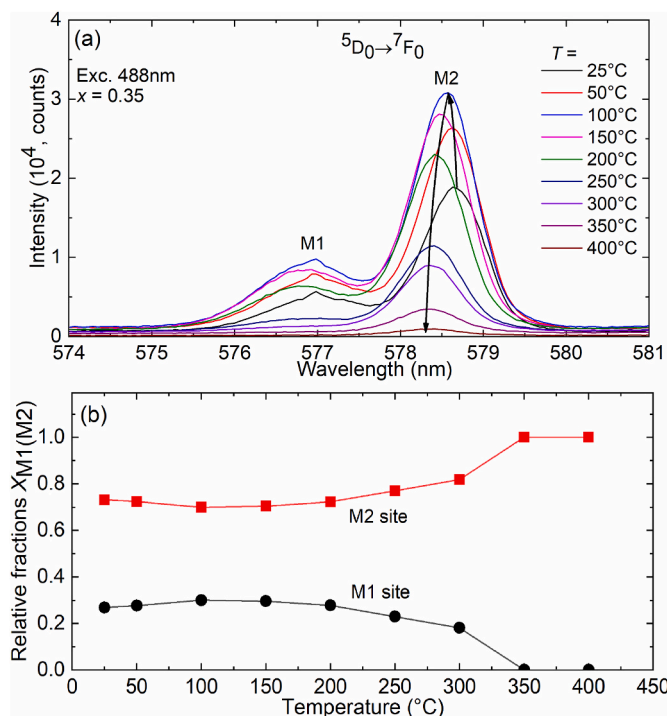 (a)
⁵D₀→⁷F₀
T =
Exc. 488nm
x = 0.35
M2
M1
25°C
50°C
100°C
150°C
200°C
250°C
300°C
350°C
400°C
Intensity (10⁴, counts)
4
3
2
1
0
574 575 576 577 578 579 580 581
Wavelength (nm)
(b)
Relative fractions X_M1(M2)
1.0
0.8
0.6
0.4
0.2
0.0
M2 site
M1 site
0 50 100 150 200 250 300 350 400 450
Temperature (°C)